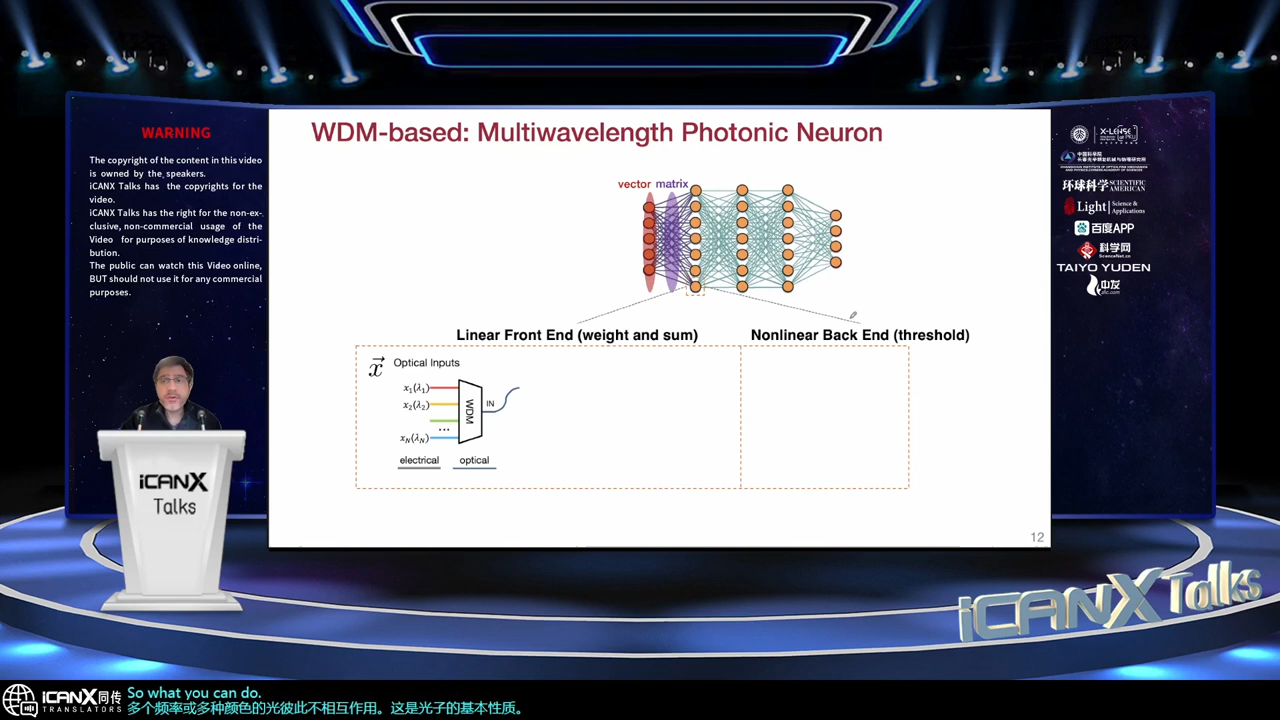 WARNING
The copyright of the content in this video
is owned by the speakers.
iCANX Talks has the copyrights for the
video.
iCANX Talks has the right for the non-ex-
clusive, non-commercial usage of the
Video for purposes of knowledge distri-
bution.
The public can watch this Video online,
BUT should not use it for any commercial
purposes.
WDM-based: Multiwavelength Photonic Neuron
vector matrix
Linear Front End (weight and sum)
Nonlinear Back End (threshold)
x⃗ Optical Inputs
x₁(λ₁)
x₂(λ₂)
...
x_N(λ_N)
WDM
IN
electrical optical
12
X-LENSE
中国科学院
环球科学 SCIENTIFIC AMERICAN
Light Science & Applications
百度APP
科学网
ScienceNet.cn
TAIYO YUDEN
iCANX
Talks
iCANX Talks
iCANX同传
TRANSLATORS
So what you can do.
多个频率或多种颜色的光彼此不相互作用。这是光子的基本性质。